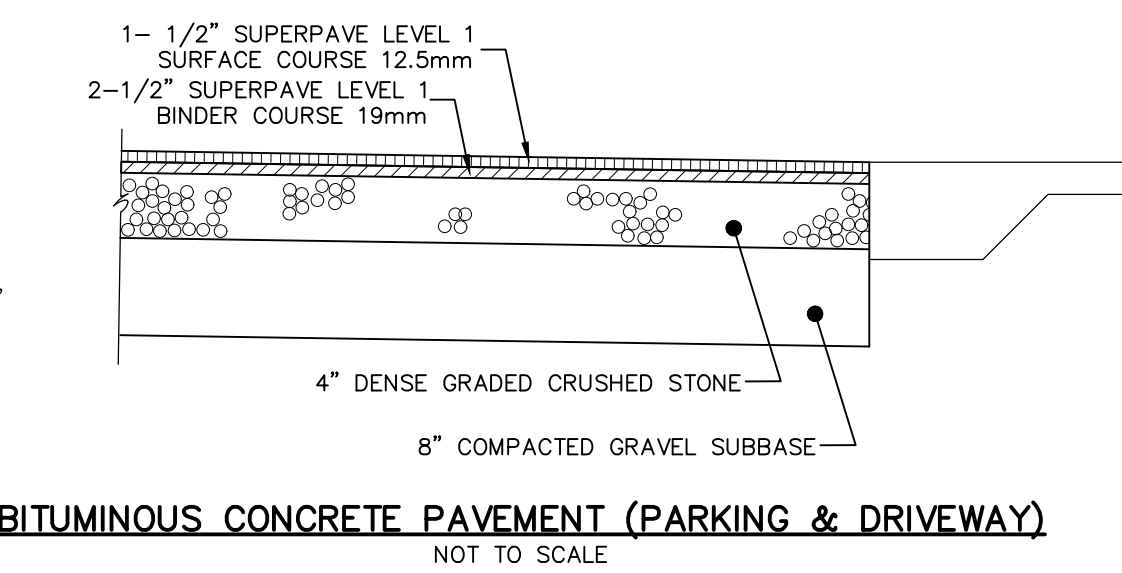 1- 1/2" SUPERPAVE LEVEL 1
SURFACE COURSE 12.5mm
2-1/2" SUPERPAVE LEVEL 1
BINDER COURSE 19mm
4" DENSE GRADED CRUSHED STONE
8" COMPACTED GRAVEL SUBBASE
BITUMINOUS CONCRETE PAVEMENT (PARKING & DRIVEWAY)
NOT TO SCALE